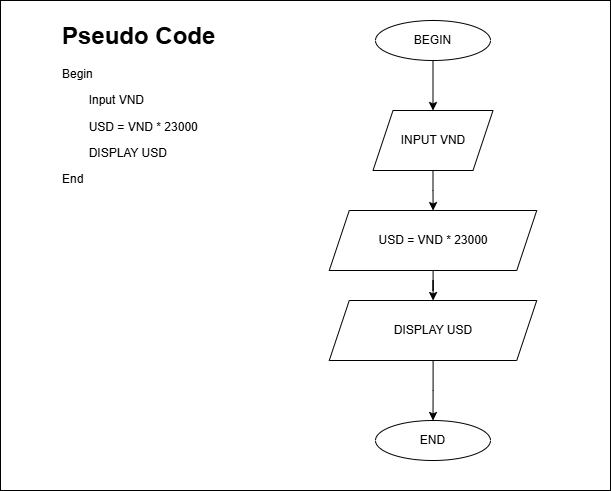 Pseudo Code
Begin
Input VND
USD = VND * 23000
DISPLAY USD
End
BEGIN
INPUT VND
USD = VND * 23000
DISPLAY USD
END